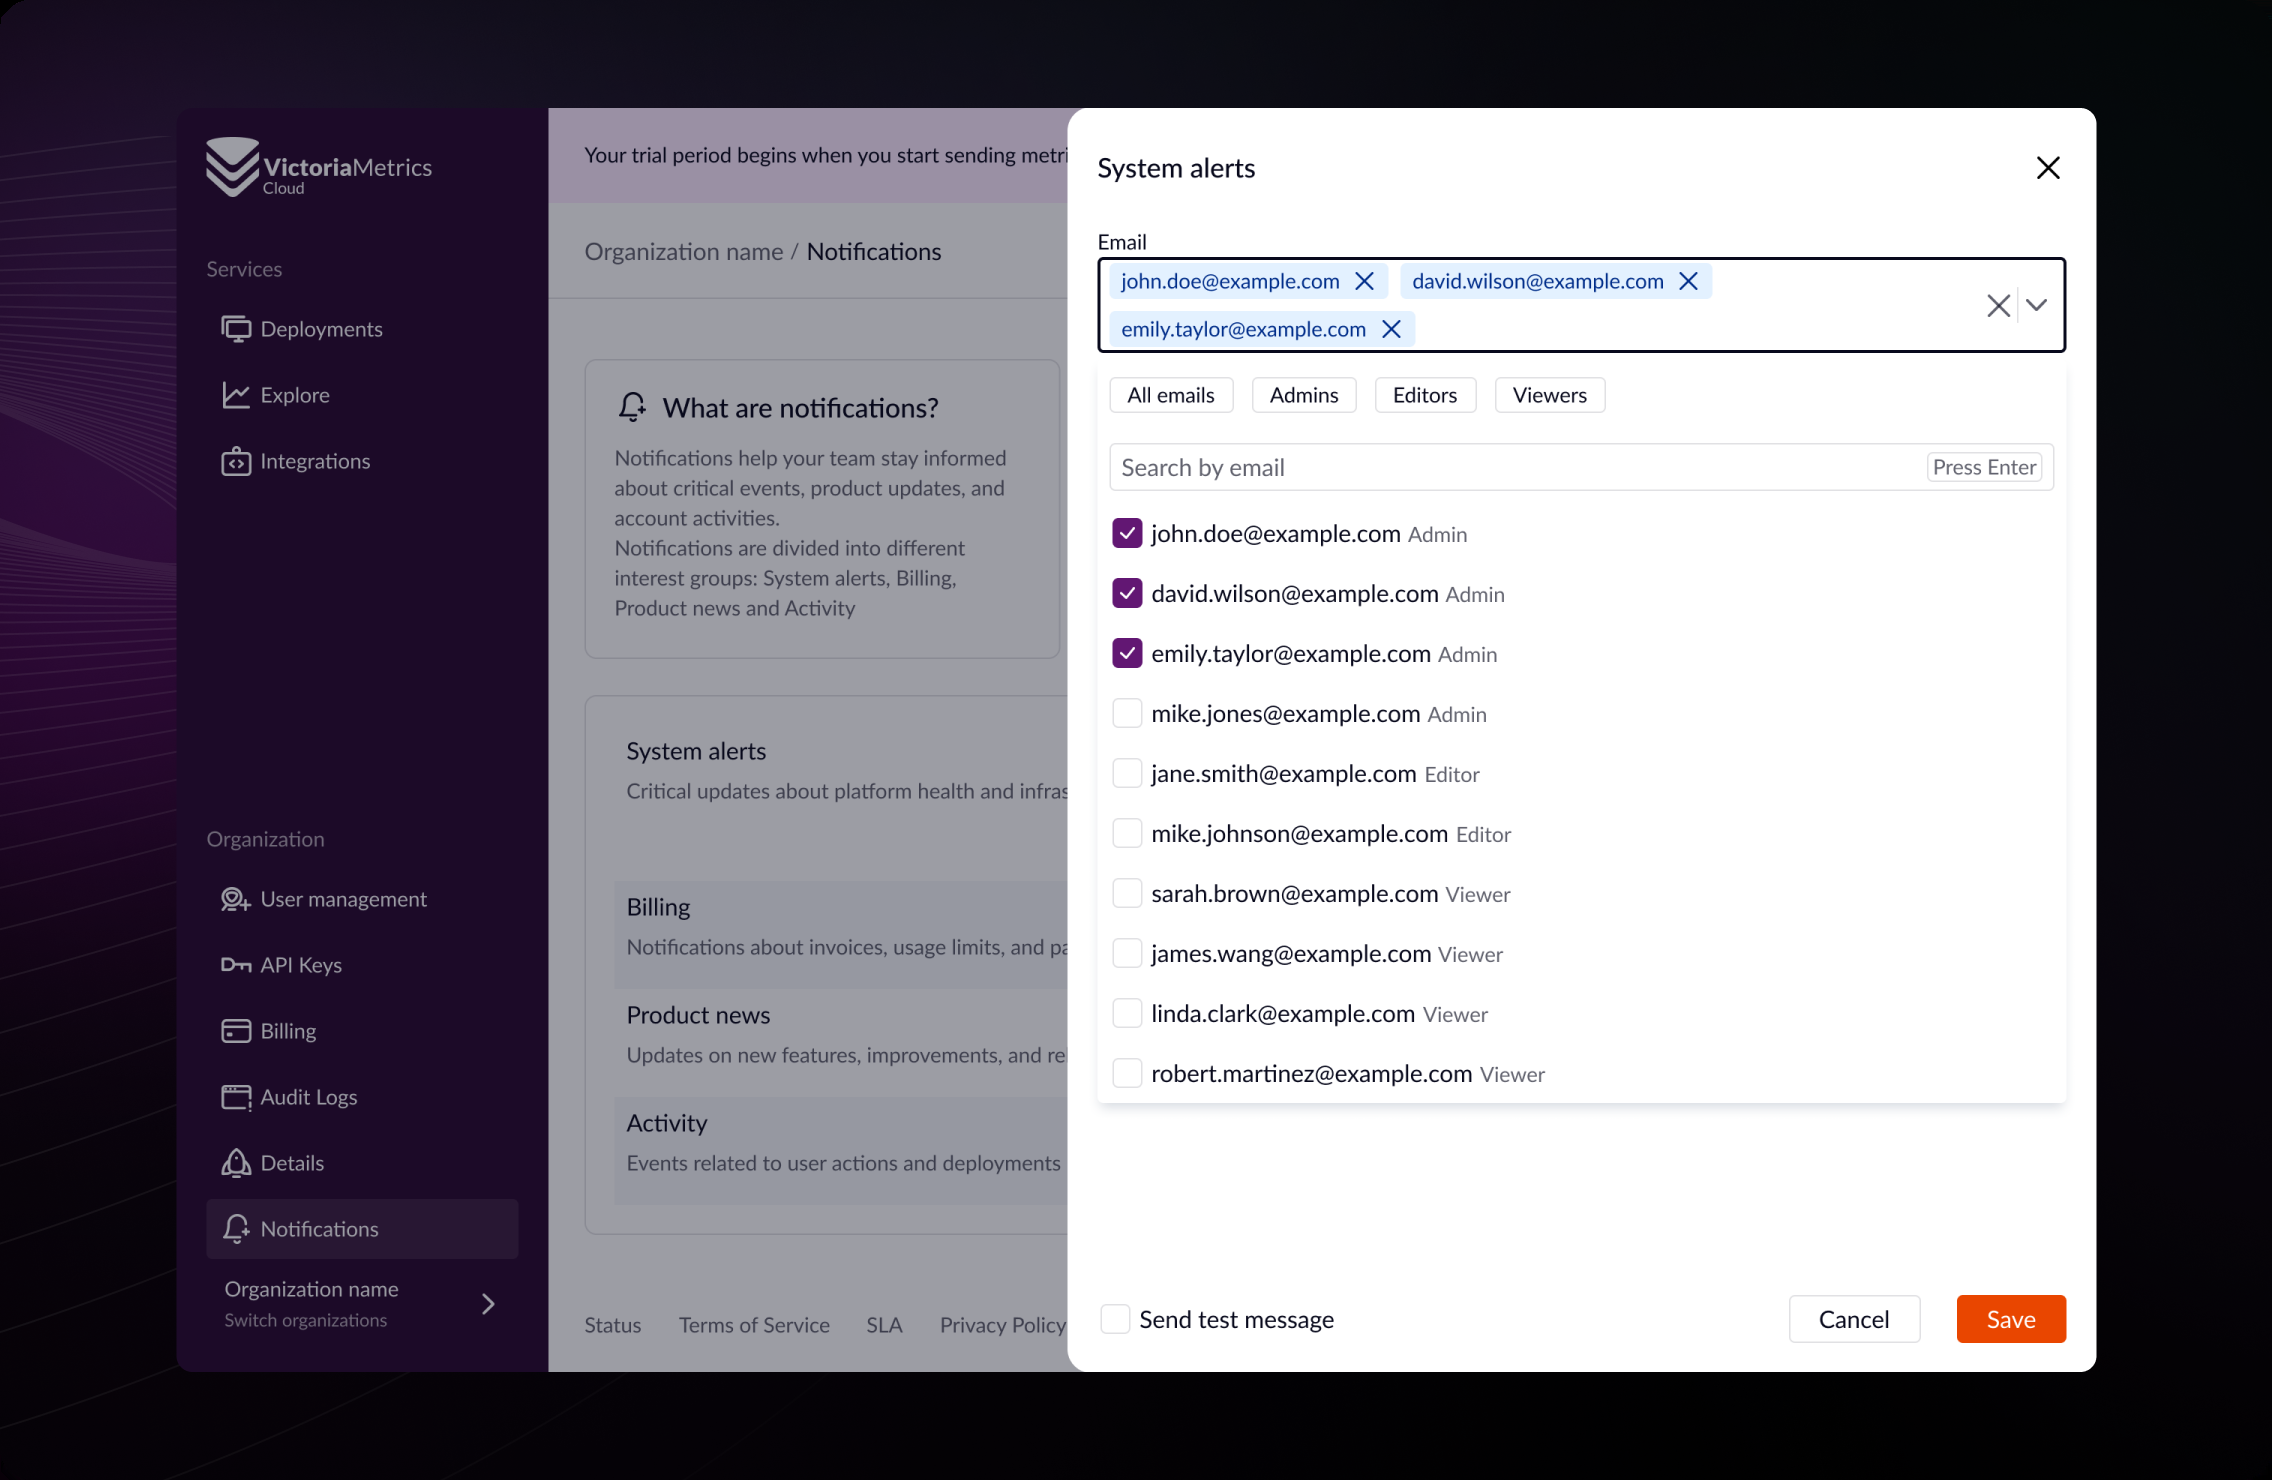 VictoriaMetrics
Cloud
Services
Deployments
Explore
Integrations
Organization
User management
API Keys
Billing
Audit Logs
Details
Notifications
Organization name
Switch organizations
Your trial period begins when you start sending metri
Organization name / Notifications
What are notifications?
Notifications help your team stay informed
about critical events, product updates, and
account activities.
Notifications are divided into different
interest groups: System alerts, Billing,
Product news and Activity
System alerts
Critical updates about platform health and infras
Billing
Notifications about invoices, usage limits, and pa
Product news
Updates on new features, improvements, and re
Activity
Events related to user actions and deployments
Status Terms of Service SLA Privacy Policy
System alerts
Email
john.doe@example.com david.wilson@example.com
emily.taylor@example.com
All emails Admins Editors Viewers
Search by email Press Enter
john.doe@example.com Admin
david.wilson@example.com Admin
emily.taylor@example.com Admin
mike.jones@example.com Admin
jane.smith@example.com Editor
mike.johnson@example.com Editor
sarah.brown@example.com Viewer
james.wang@example.com Viewer
linda.clark@example.com Viewer
robert.martinez@example.com Viewer
Send test message Cancel Save